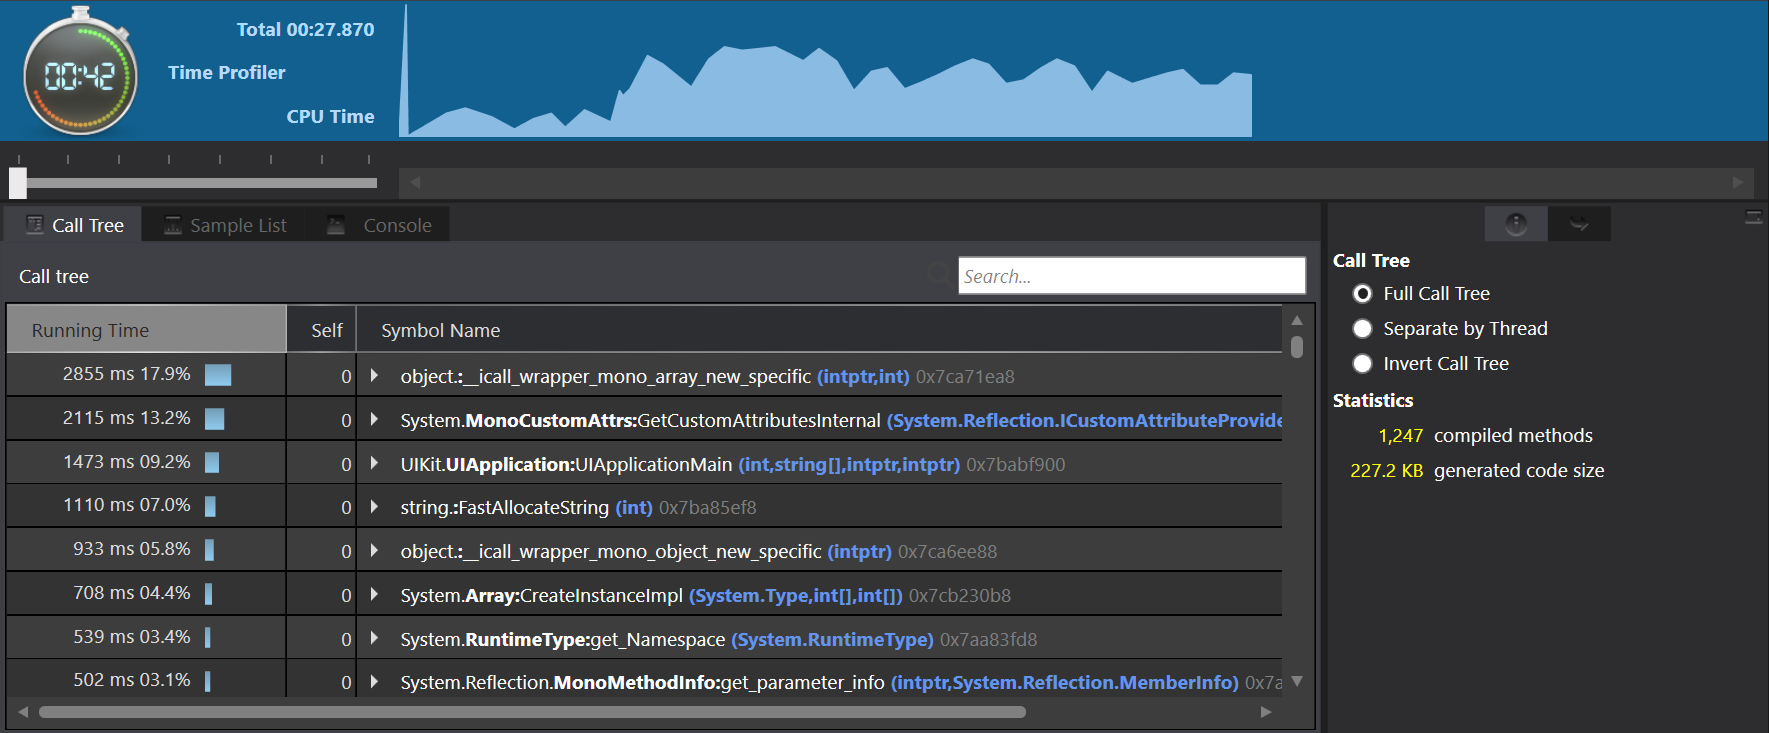 00:42
Total 00:27.870
Time Profiler
CPU Time
Call Tree
Sample List
Console
Call tree
Search...
Running Time Self Symbol Name
2855 ms 17.9% 0 object.:__icall_wrapper_mono_array_new_specific (intptr,int) 0x7ca71ea8
2115 ms 13.2% 0 System.MonoCustomAttrs:GetCustomAttributesInternal (System.Reflection.ICustomAttributeProvide
1473 ms 09.2% 0 UIKit.UIApplication:UIApplicationMain (int,string[],intptr,intptr) 0x7babf900
1110 ms 07.0% 0 string.:FastAllocateString (int) 0x7ba85ef8
933 ms 05.8% 0 object.:__icall_wrapper_mono_object_new_specific (intptr) 0x7ca6ee88
708 ms 04.4% 0 System.Array:CreateInstanceImpl (System.Type,int[],int[]) 0x7cb230b8
539 ms 03.4% 0 System.RuntimeType:get_Namespace (System.RuntimeType) 0x7aa83fd8
502 ms 03.1% 0 System.Reflection.MonoMethodInfo:get_parameter_info (intptr,System.Reflection.MemberInfo) 0x7a
Call Tree
Full Call Tree
Separate by Thread
Invert Call Tree
Statistics
1,247 compiled methods
227.2 KB generated code size